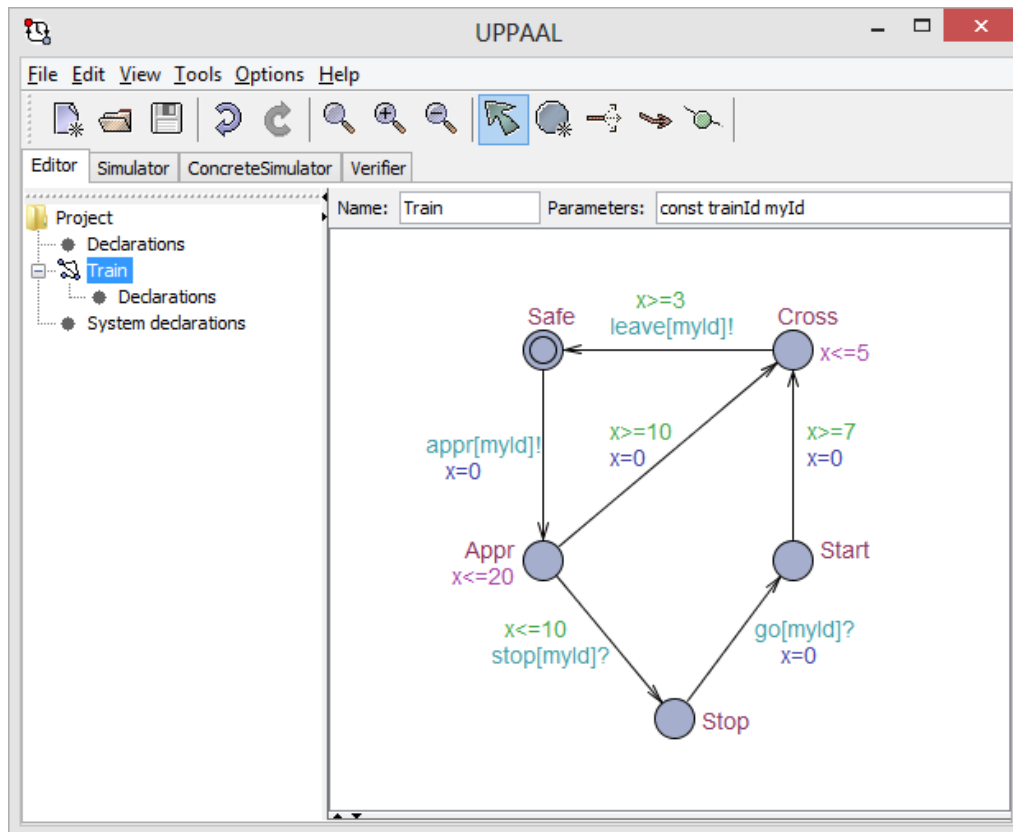 UPPAAL
File Edit View Tools Options Help
Editor Simulator ConcreteSimulator Verifier
Project
Declarations
Train
Declarations
System declarations
Name: Train Parameters: const trainId myId
Safe
x>=3
leave[myId]!
Cross
x<=5
appr[myId]!
x=0
x>=10
x=0
x>=7
x=0
Appr
x<=20
Start
x<=10
stop[myId]?
go[myId]?
x=0
Stop